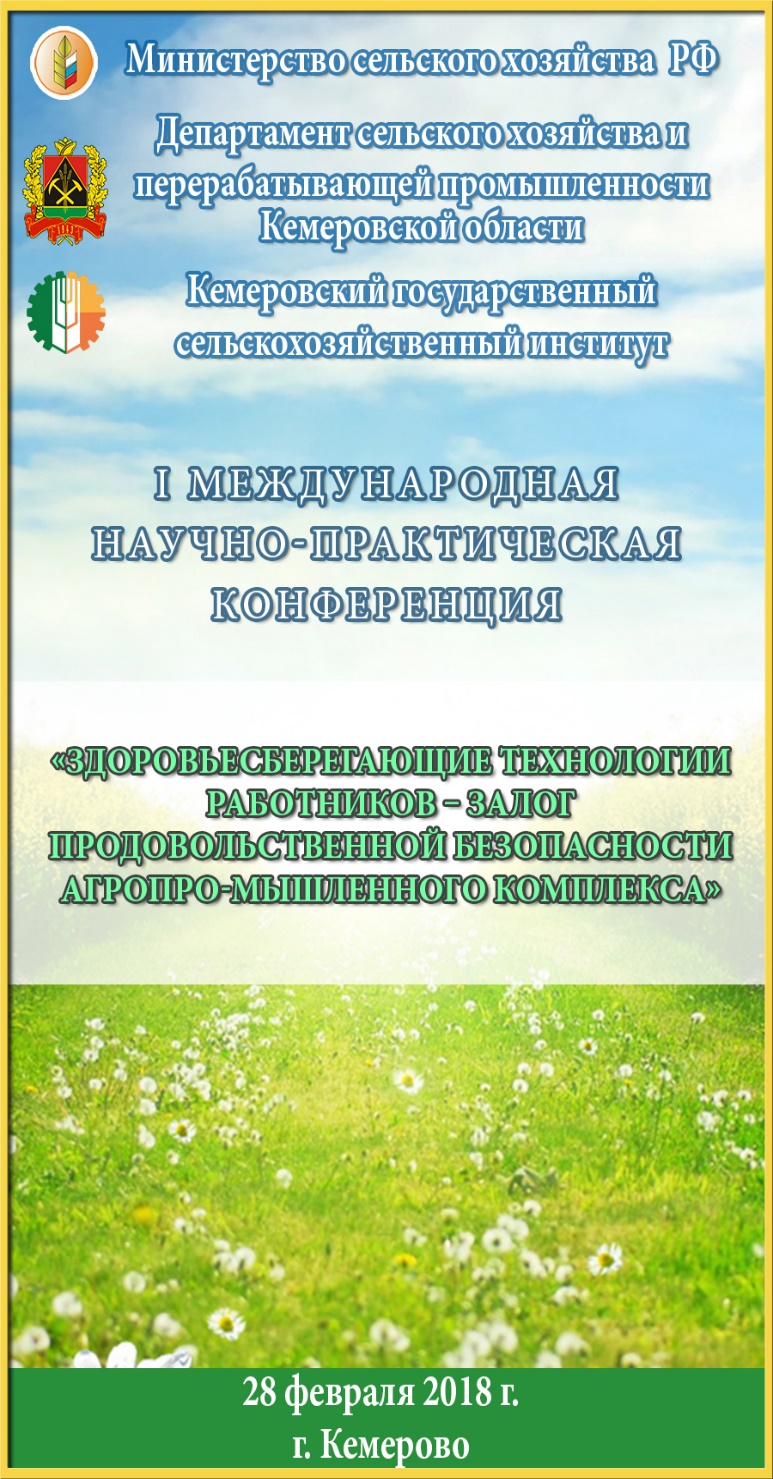 Министерство сельского хозяйства РФ
Департамент сельского хозяйства и
перерабатывающей промышленности
Кемеровской области
Кемеровский государственный
сельскохозяйственный институт
I МЕЖДУНАРОДНАЯ
НАУЧНО-ПРАКТИЧЕСКАЯ
КОНФЕРЕНЦИЯ
«ЗДОРОВЬЕСБЕРЕГАЮЩИЕ ТЕХНОЛОГИИ
РАБОТНИКОВ – ЗАЛОГ
ПРОДОВОЛЬСТВЕННОЙ БЕЗОПАСНОСТИ
АГРОПРО-МЫШЛЕННОГО КОМПЛЕКСА»
28 февраля 2018 г.
г. Кемерово